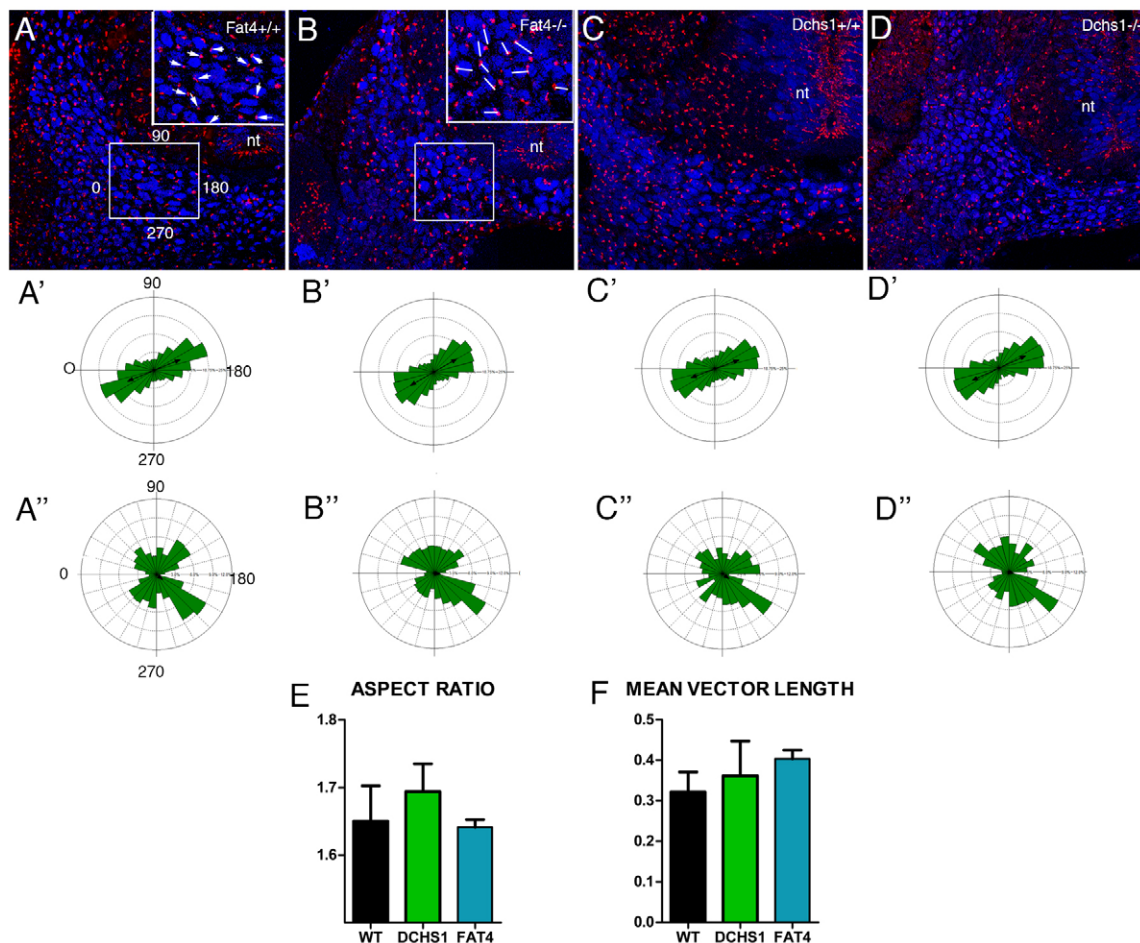 A Fat4+/+
B Fat4-/-
C Dchs1+/+
D Dchs1-/-
nt
nt
nt
nt
90
0
180
270
A' B' C' D'
90
O
180
270
A'' B'' C'' D''
90
0
180
270
E ASPECT RATIO
1.8
1.7
1.6
WT DCHS1 FAT4
F MEAN VECTOR LENGTH
0.5
0.4
0.3
0.2
0.1
0.0
WT DCHS1 FAT4